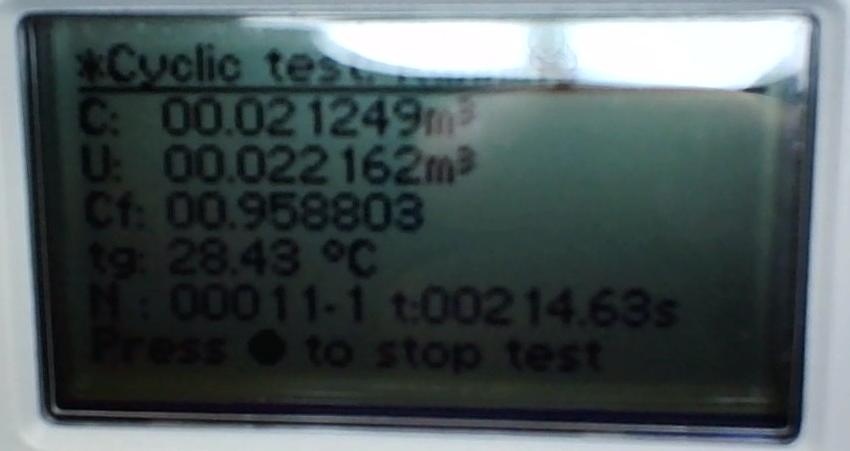 *Cyclic test:
C: 00.021249m³
U: 00.022162m³
Cf: 00.958803
tg: 28.43 °C
N : 00011-1 t:00214.63s
Press ● to stop test